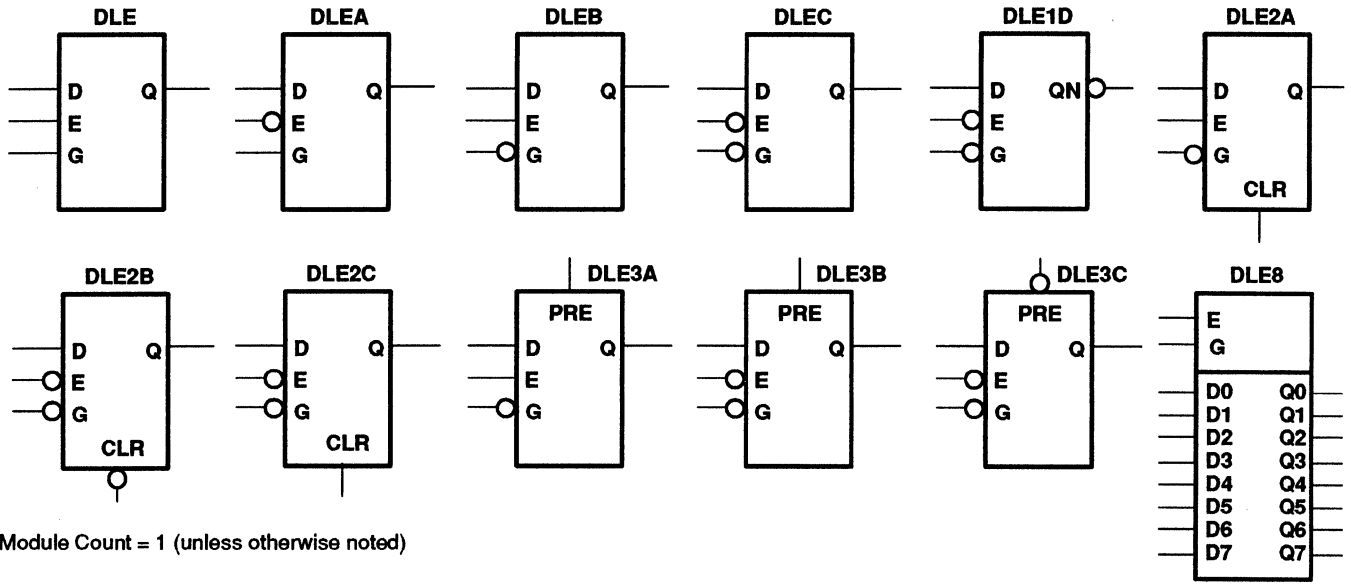 DLE
D Q
E
G
DLEA
D Q
E
G
DLEB
D Q
E
G
DLEC
D Q
E
G
DLE1D
D QN
E
G
DLE2A
D Q
E
G
CLR
DLE2B
D Q
E
G
CLR
DLE2C
D Q
E
G
CLR
DLE3A
PRE
D Q
E
G
DLE3B
PRE
D Q
E
G
DLE3C
PRE
D Q
E
G
DLE8
E
G
D0 Q0
D1 Q1
D2 Q2
D3 Q3
D4 Q4
D5 Q5
D6 Q6
D7 Q7
Module Count = 1 (unless otherwise noted)